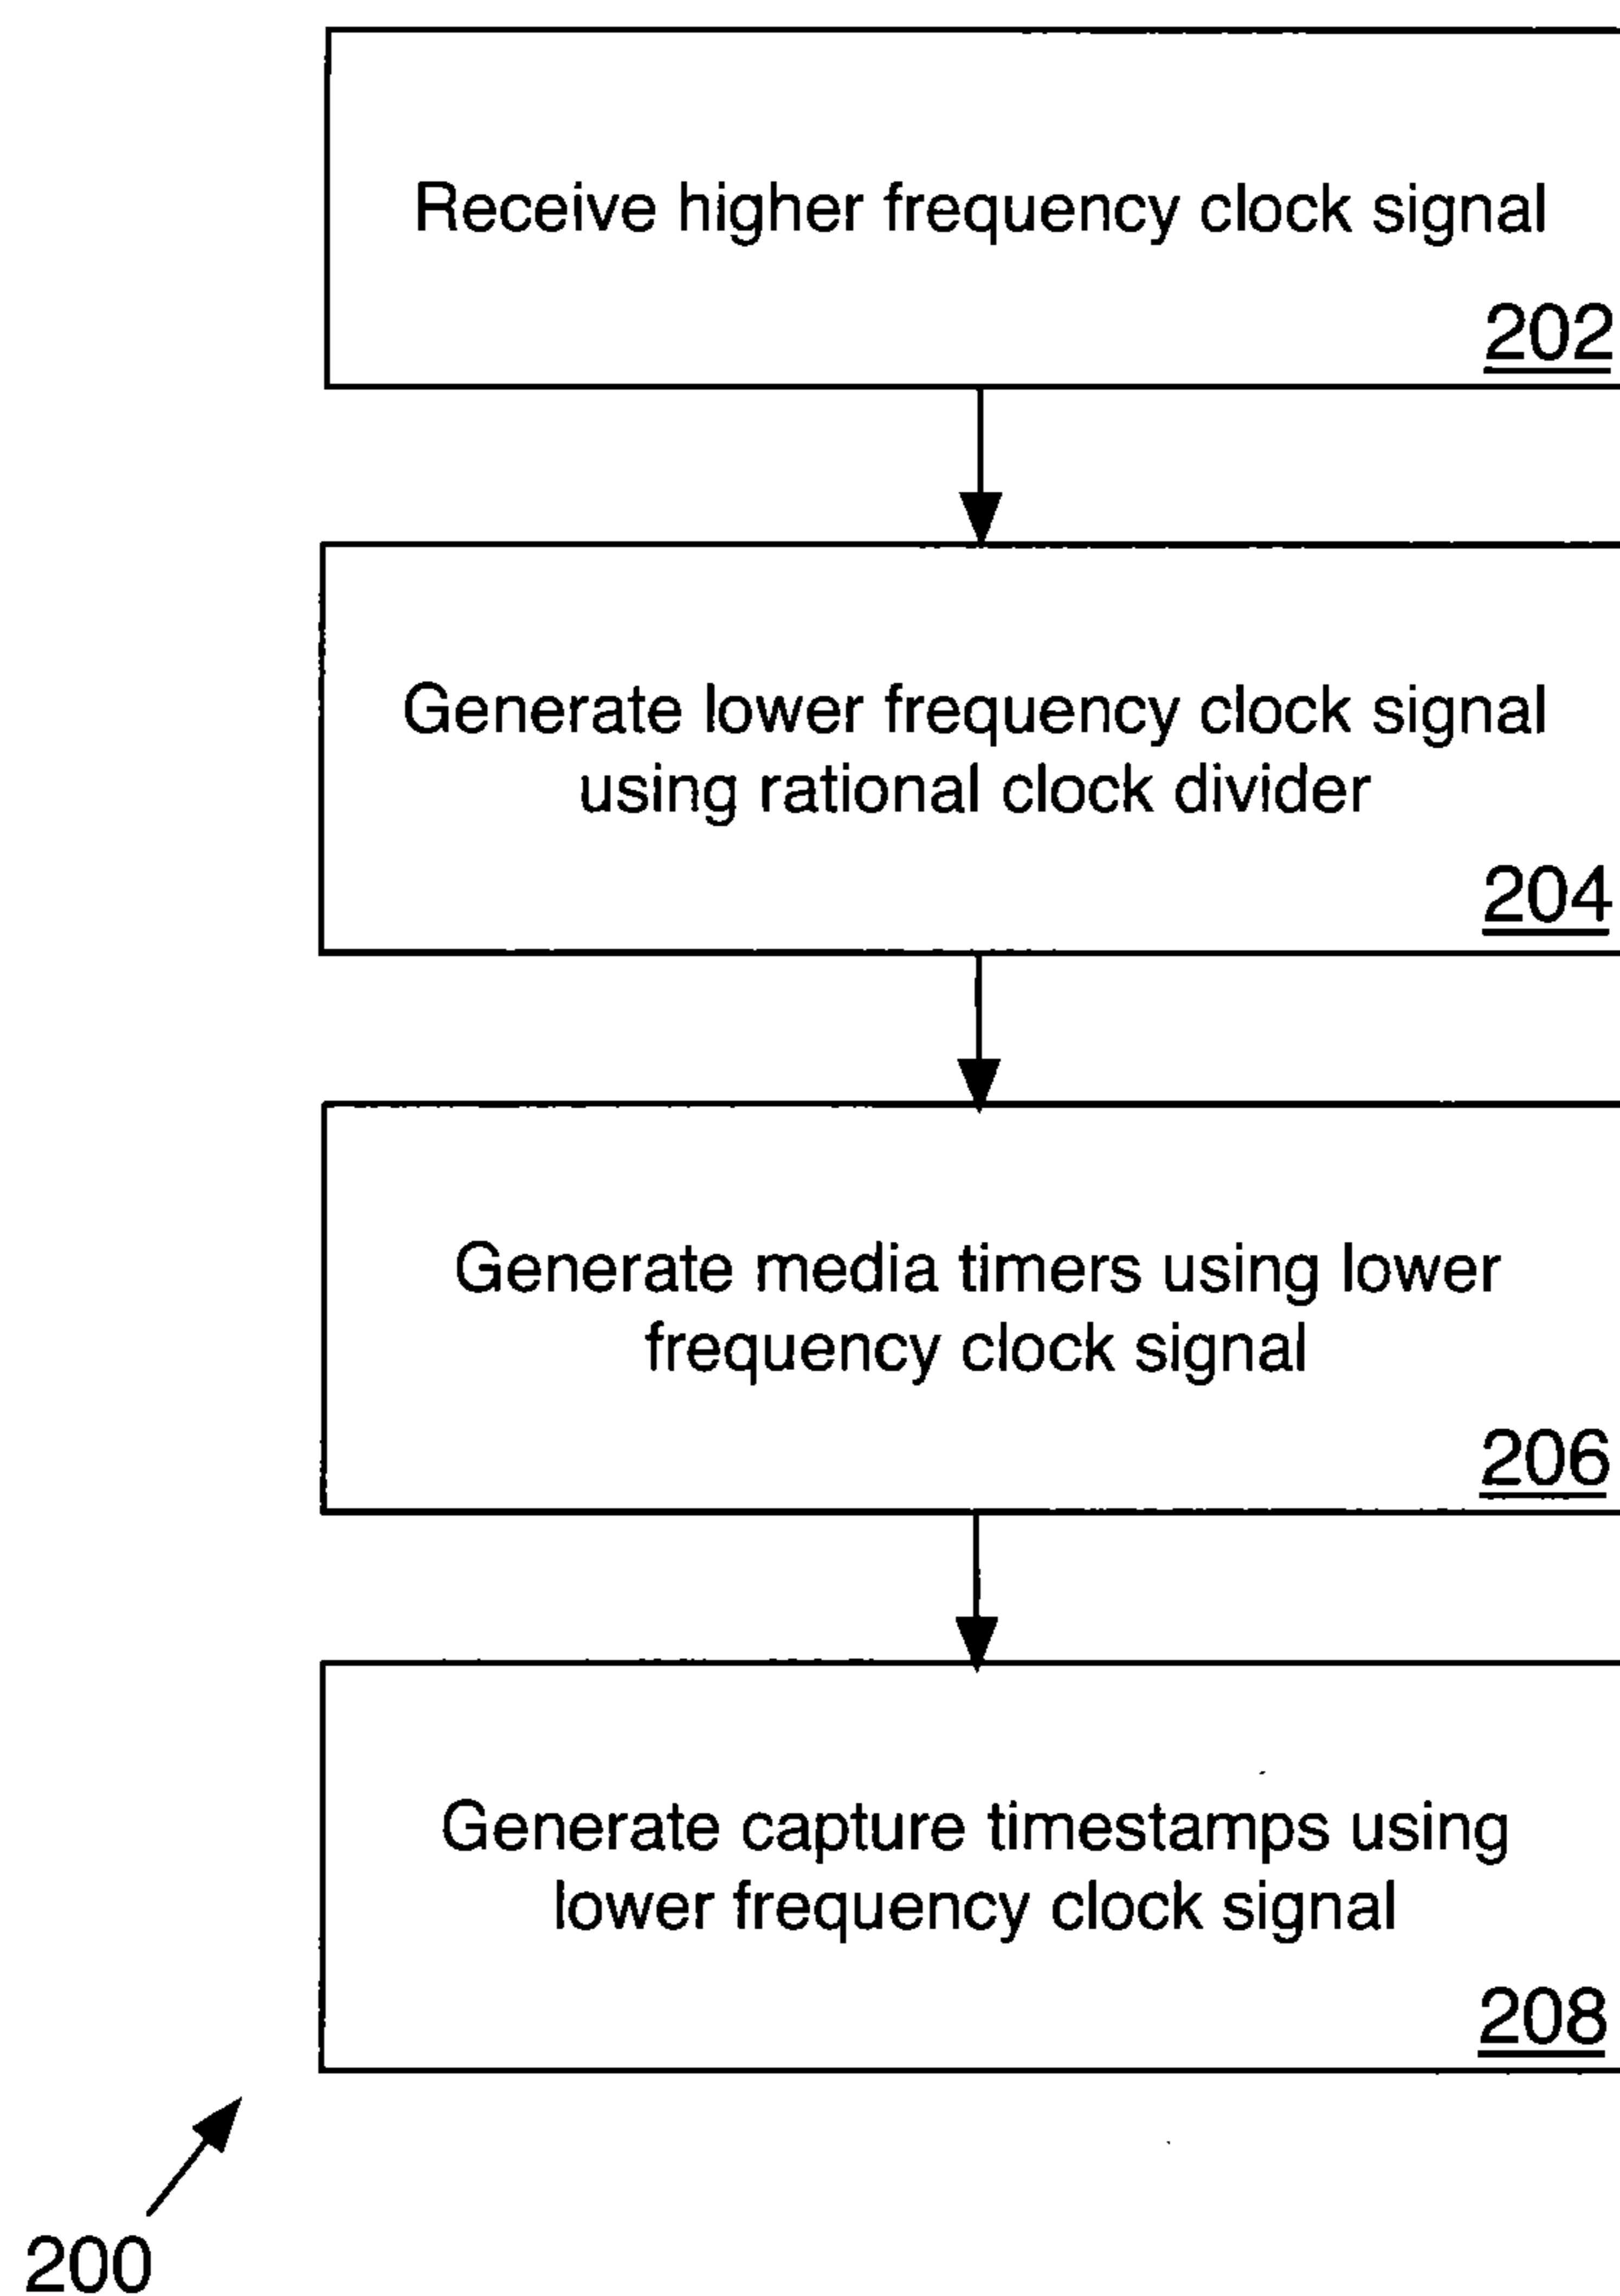 Receive higher frequency clock signal
202
Generate lower frequency clock signal
using rational clock divider
204
Generate media timers using lower
frequency clock signal
206
Generate capture timestamps using
lower frequency clock signal
208
200